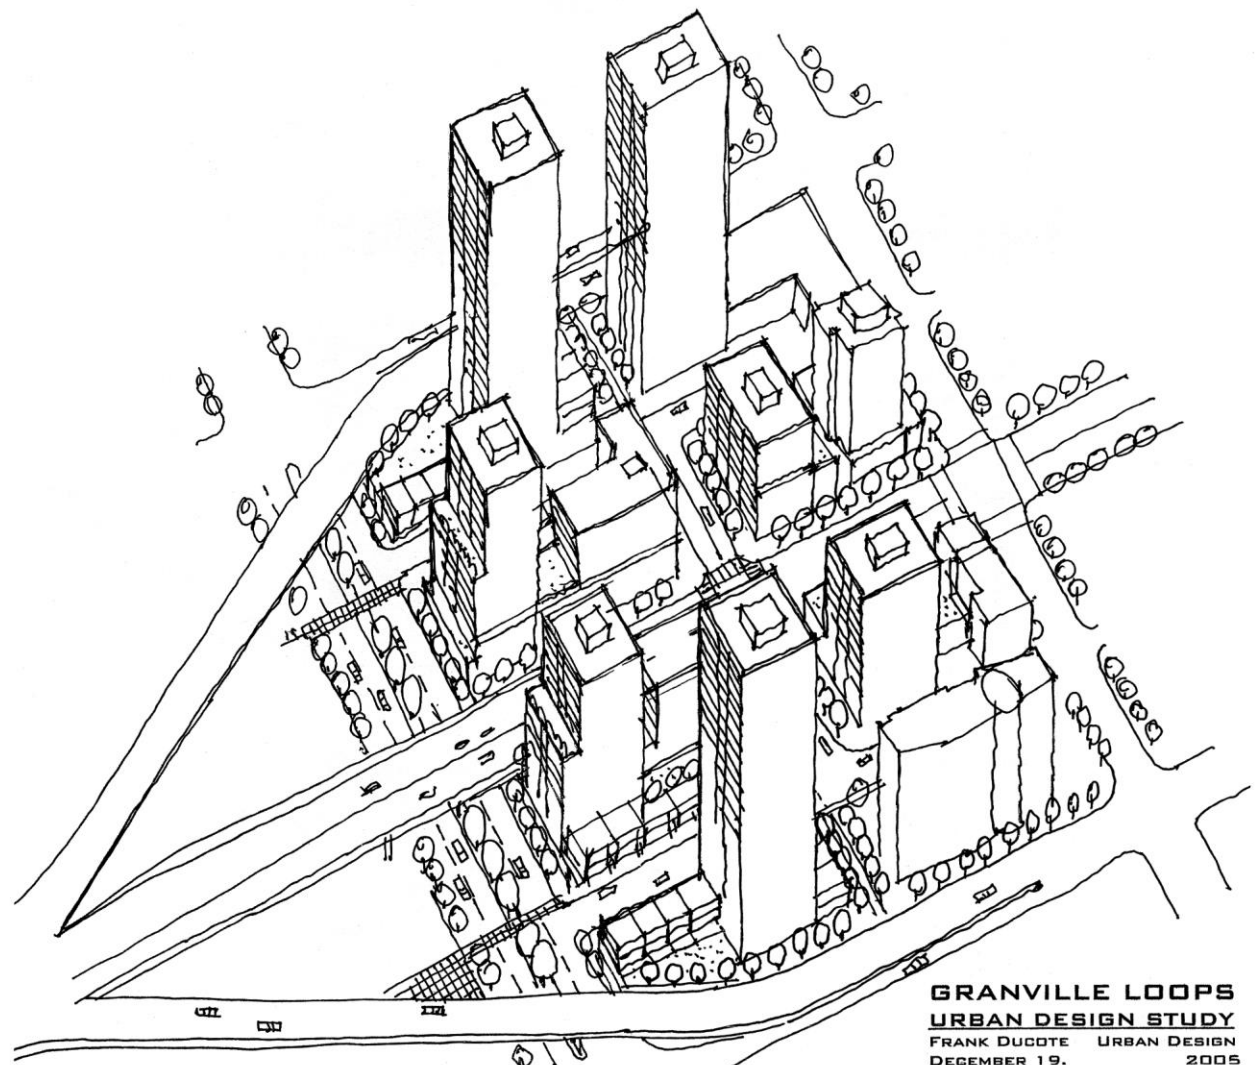 GRANVILLE LOOPS
URBAN DESIGN STUDY
FRANK DUCOTE URBAN DESIGN
DECEMBER 19, 2005